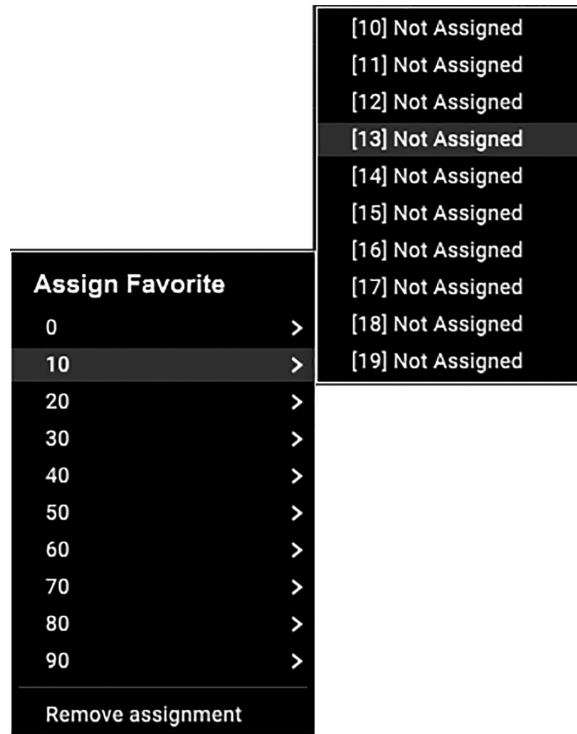 Assign Favorite
0 >
10 >
20 >
30 >
40 >
50 >
60 >
70 >
80 >
90 >
Remove assignment
[10] Not Assigned
[11] Not Assigned
[12] Not Assigned
[13] Not Assigned
[14] Not Assigned
[15] Not Assigned
[16] Not Assigned
[17] Not Assigned
[18] Not Assigned
[19] Not Assigned